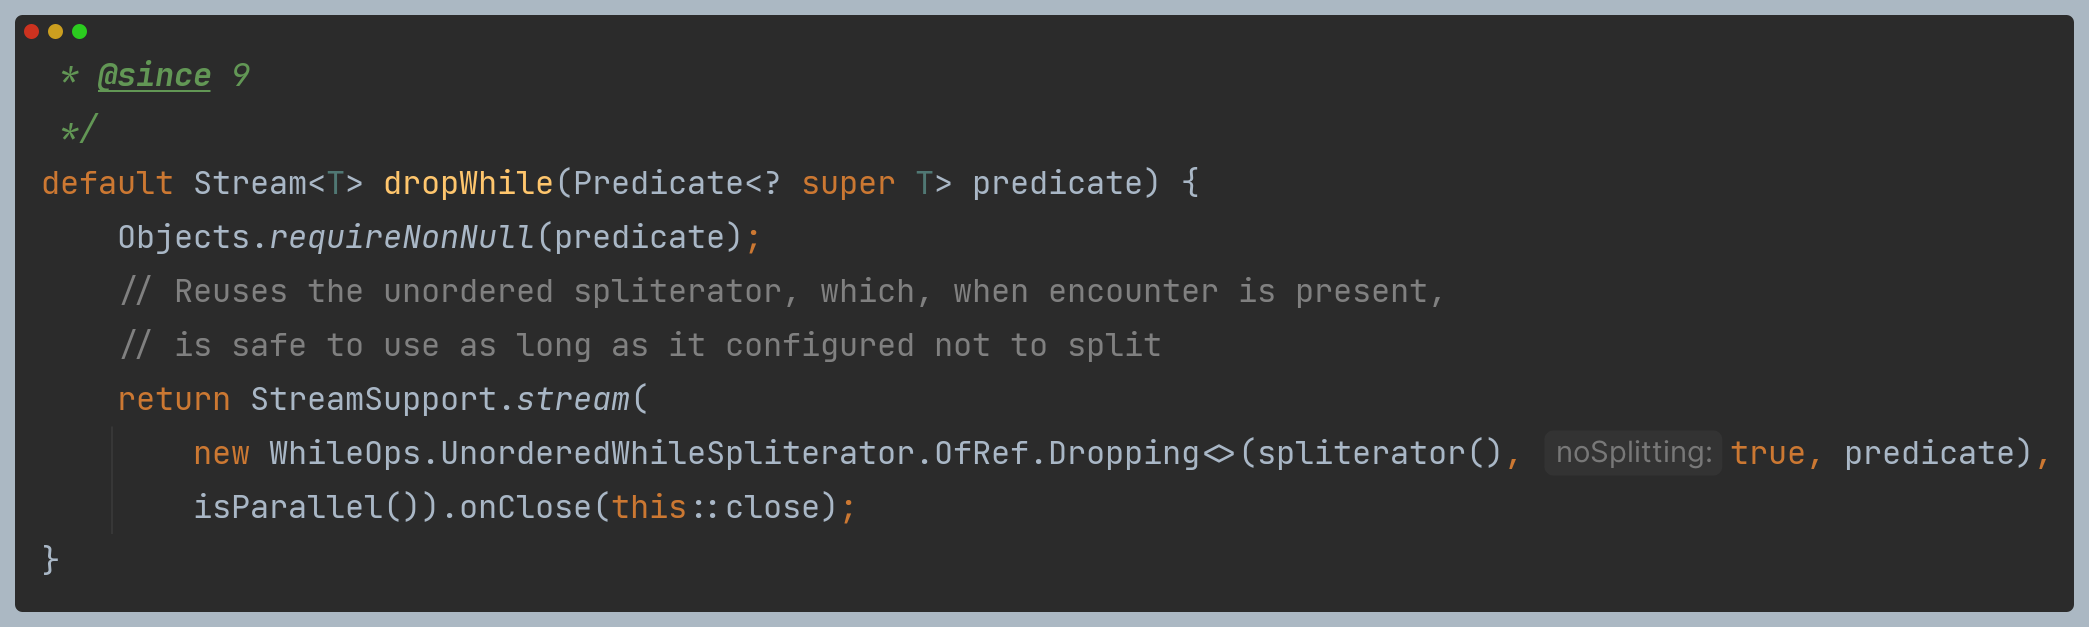 * @since 9
*/
default Stream<T> dropWhile(Predicate<? super T> predicate) {
Objects.requireNonNull(predicate);
// Reuses the unordered spliterator, which, when encounter is present,
// is safe to use as long as it configured not to split
return StreamSupport.stream(
new WhileOps.UnorderedWhileSpliterator.OfRef.Dropping<>(spliterator(), noSplitting: true, predicate),
isParallel()).onClose(this::close);
}